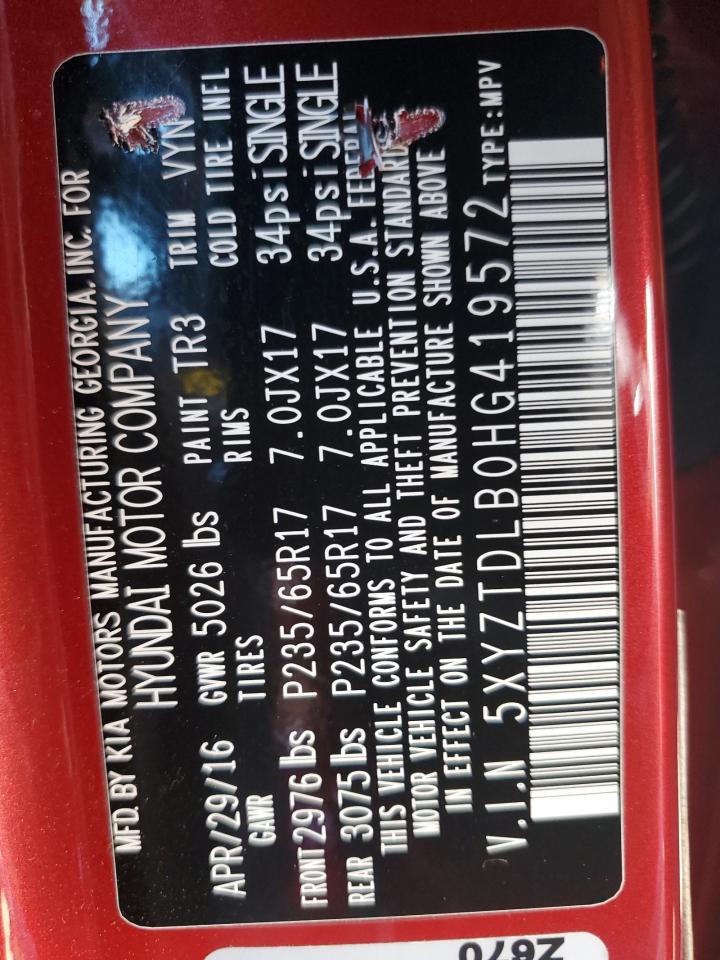 MFD. BY KIA MOTORS MANUFACTURING GEORGIA, INC. FOR
HYUNDAI MOTOR COMPANY
APR/29/16 GVWR 5026 lbs PAINT TR3 TRIM VYN
GAWR TIRES RIMS COLD TIRE INFL
FRONT 2976 lbs P235/65R17 7.0JX17 34psi SINGLE
REAR 3075 lbs P235/65R17 7.0JX17 34psi SINGLE
THIS VEHICLE CONFORMS TO ALL APPLICABLE U.S.A. FEDERAL
MOTOR VEHICLE SAFETY AND THEFT PREVENTION STANDARD
IN EFFECT ON THE DATE OF MANUFACTURE SHOWN ABOVE
V.I.N 5XYZTDLB0HG419572 TYPE:MPV